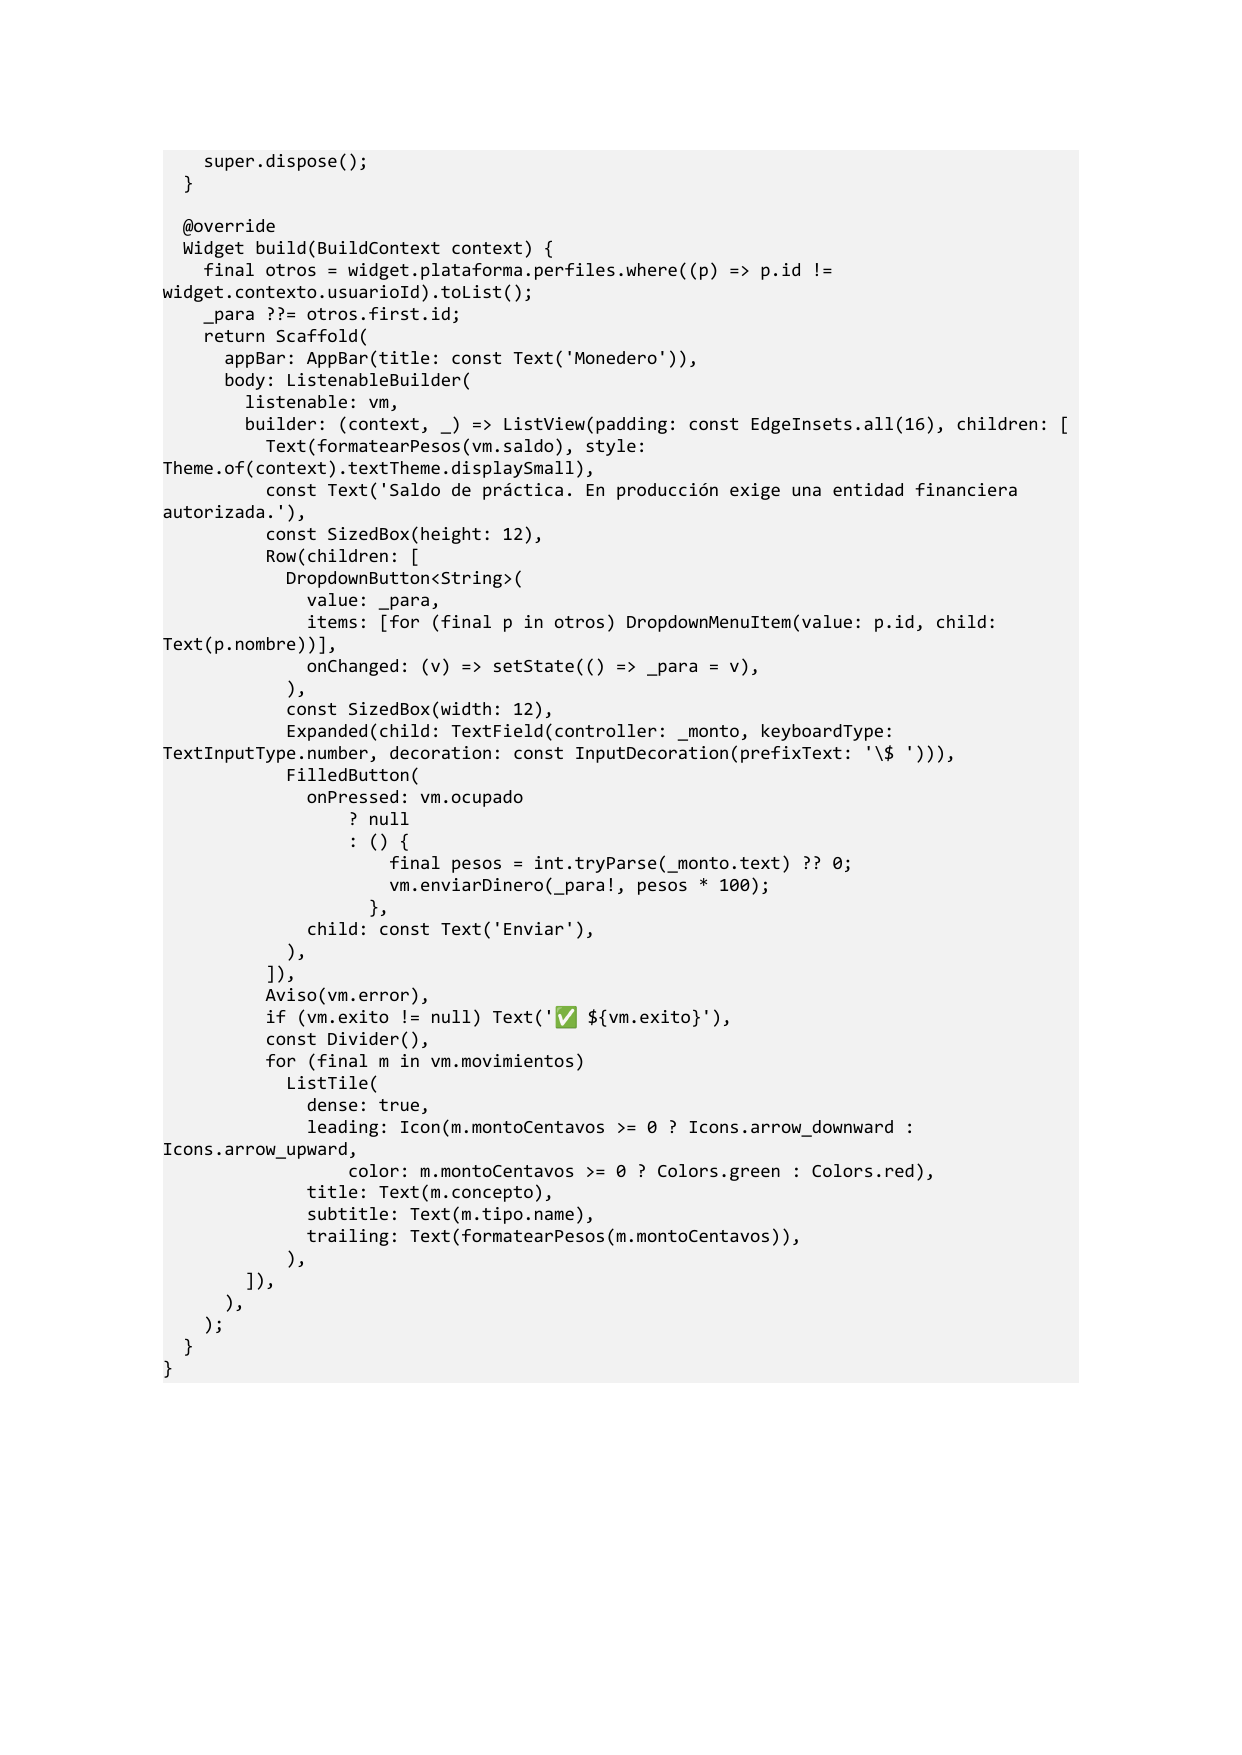 super.dispose();
  }

  @override
  Widget build(BuildContext context) {
    final otros = widget.plataforma.perfiles.where((p) => p.id !=
widget.contexto.usuarioId).toList();
    _para ??= otros.first.id;
    return Scaffold(
      appBar: AppBar(title: const Text('Monedero')),
      body: ListenableBuilder(
        listenable: vm,
        builder: (context, _) => ListView(padding: const EdgeInsets.all(16), children: [
          Text(formatearPesos(vm.saldo), style:
Theme.of(context).textTheme.displaySmall),
          const Text('Saldo de práctica. En producción exige una entidad financiera
autorizada.'),
          const SizedBox(height: 12),
          Row(children: [
            DropdownButton<String>(
              value: _para,
              items: [for (final p in otros) DropdownMenuItem(value: p.id, child:
Text(p.nombre))],
              onChanged: (v) => setState(() => _para = v),
            ),
            const SizedBox(width: 12),
            Expanded(child: TextField(controller: _monto, keyboardType:
TextInputType.number, decoration: const InputDecoration(prefixText: '\$ '))),
            FilledButton(
              onPressed: vm.ocupado
                  ? null
                  : () {
                      final pesos = int.tryParse(_monto.text) ?? 0;
                      vm.enviarDinero(_para!, pesos * 100);
                    },
              child: const Text('Enviar'),
            ),
          ]),
          Aviso(vm.error),
          if (vm.exito != null) Text('✅ ${vm.exito}'),
          const Divider(),
          for (final m in vm.movimientos)
            ListTile(
              dense: true,
              leading: Icon(m.montoCentavos >= 0 ? Icons.arrow_downward :
Icons.arrow_upward,
                  color: m.montoCentavos >= 0 ? Colors.green : Colors.red),
              title: Text(m.concepto),
              subtitle: Text(m.tipo.name),
              trailing: Text(formatearPesos(m.montoCentavos)),
            ),
        ]),
      ),
    );
  }
}